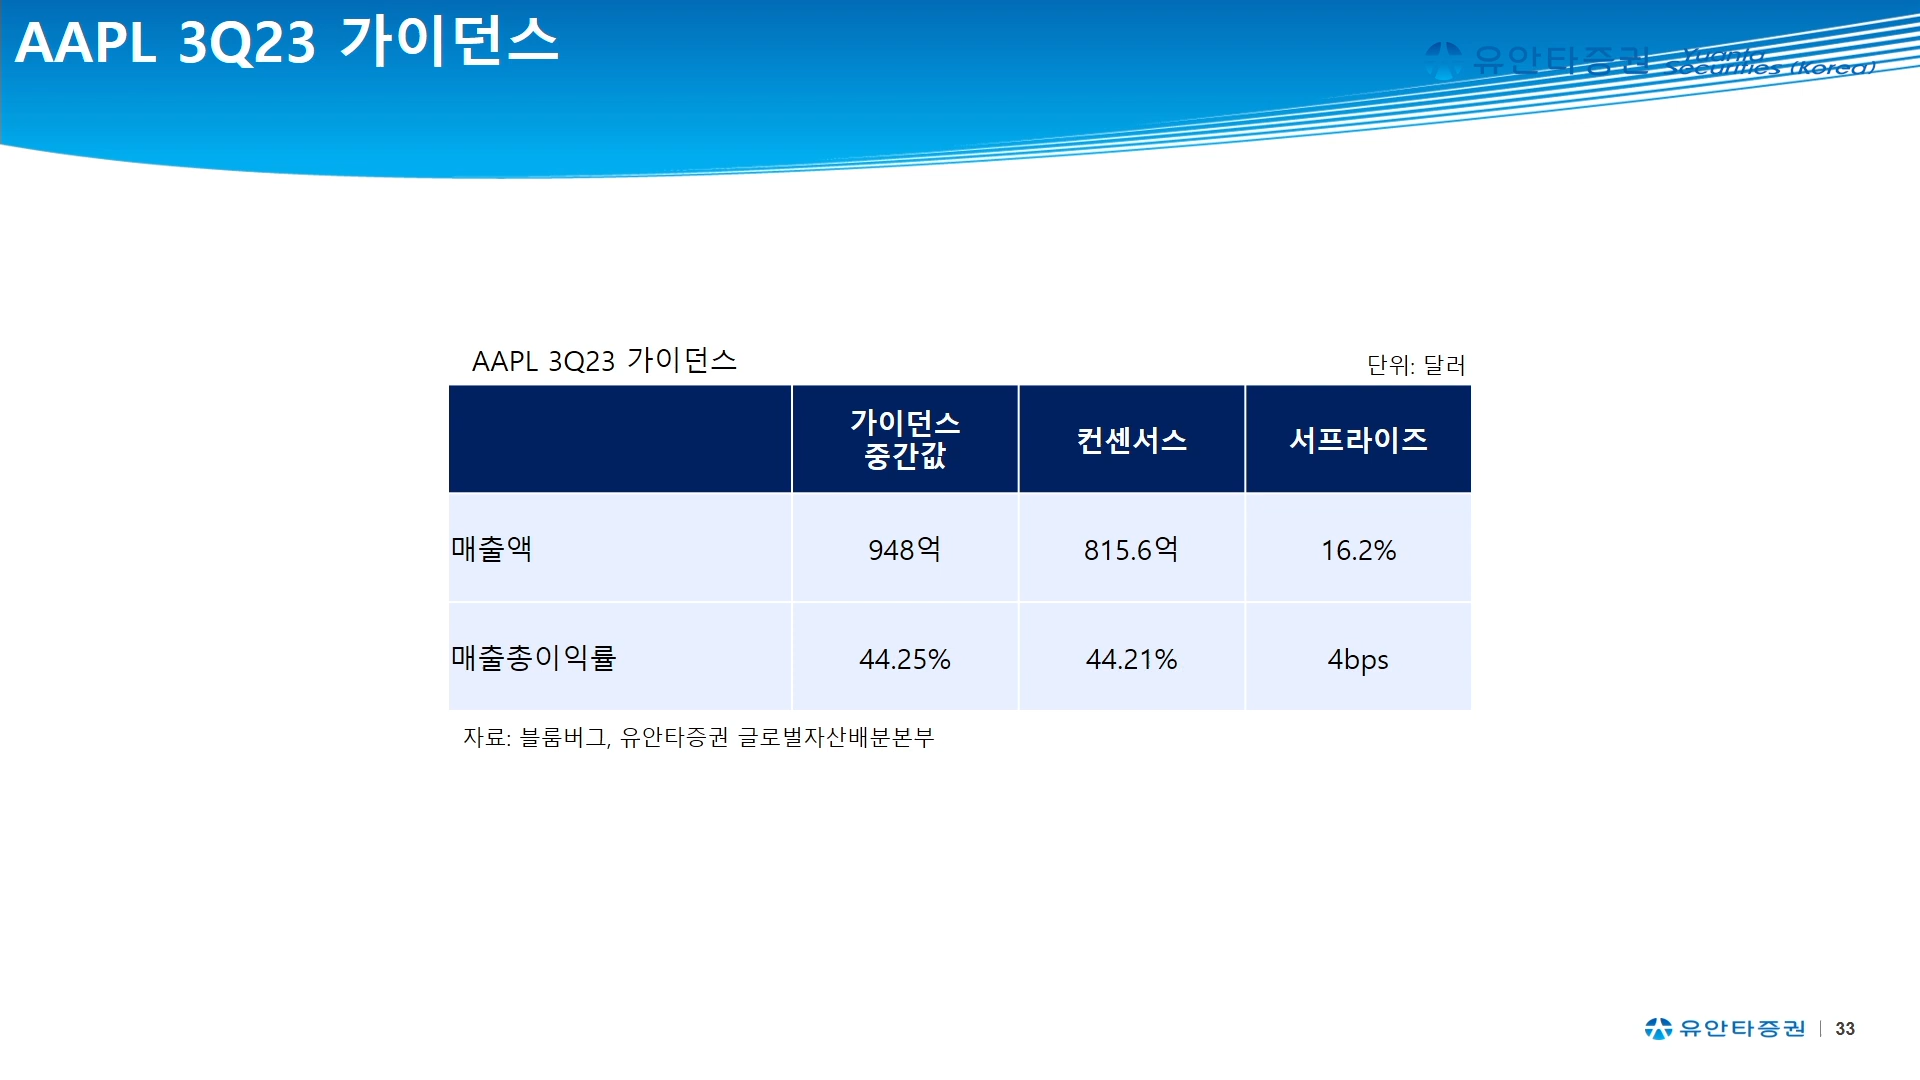 AAPL 3Q23 가이던스
유안타증권 Yuanta Securities (Korea)
AAPL 3Q23 가이던스
단위: 달러
가이던스
중간값
컨센서스
서프라이즈
매출액
948억
815.6억
16.2%
매출총이익률
44.25%
44.21%
4bps
자료: 블룸버그, 유안타증권 글로벌자산배분본부
유안타증권
33